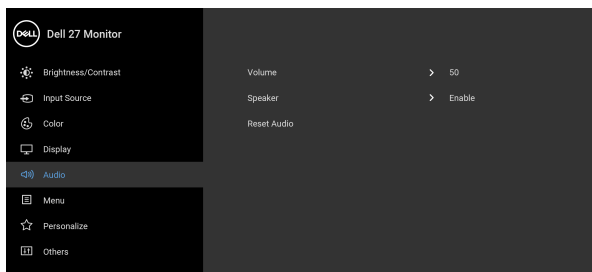 DELL Dell 27 Monitor
Brightness/Contrast
Volume > 50
Input Source
Speaker > Enable
Color
Reset Audio
Display
Audio
Menu
Personalize
Others